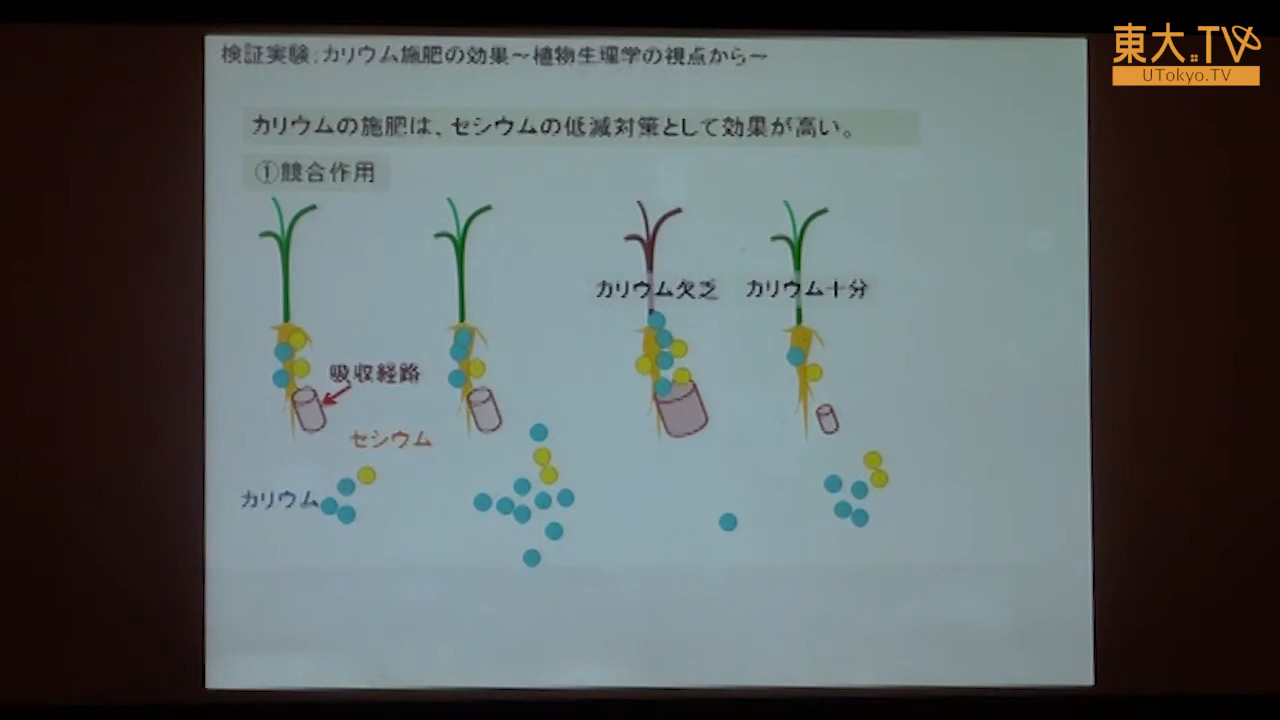 検証実験:カリウム施肥の効果~植物生理学の視点から~
東大.TV
UTokyo.TV
カリウムの施肥は、セシウムの低減対策として効果が高い。
①競合作用
カリウム欠乏
カリウム十分
吸収経路
セシウム
カリウム